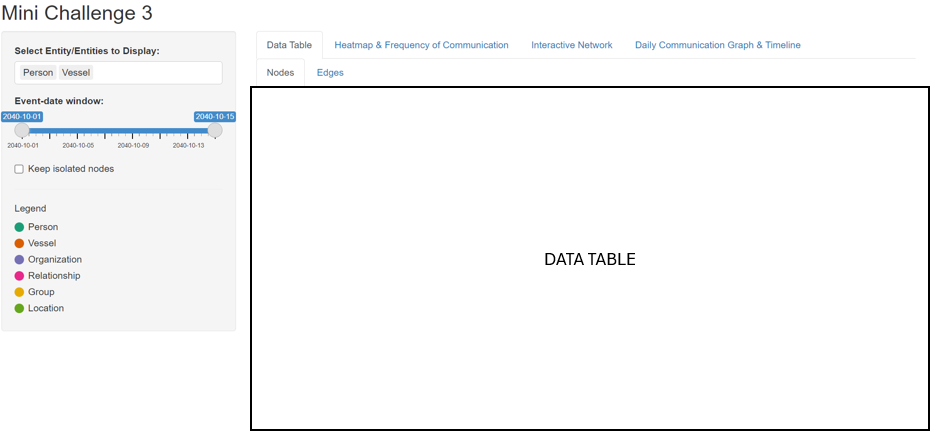 Mini Challenge 3
Select Entity/Entities to Display:
Person Vessel
Event-date window:
2040-10-01 2040-10-15
2040-10-01 2040-10-05 2040-10-09 2040-10-13
Keep isolated nodes
Legend
Person
Vessel
Organization
Relationship
Group
Location
Data Table Heatmap & Frequency of Communication Interactive Network Daily Communication Graph & Timeline
Nodes Edges
DATA TABLE